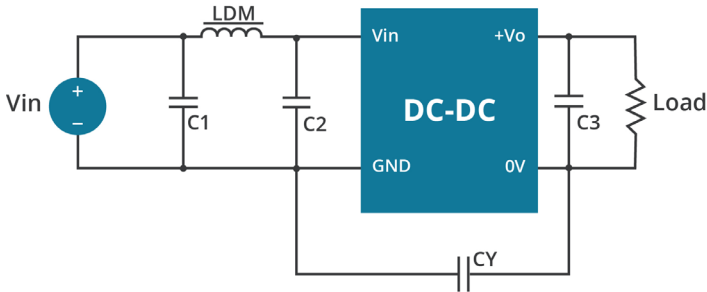 LDM
Vin
+
−
C1
C2
Vin
+Vo
DC-DC
GND
0V
C3
Load
CY